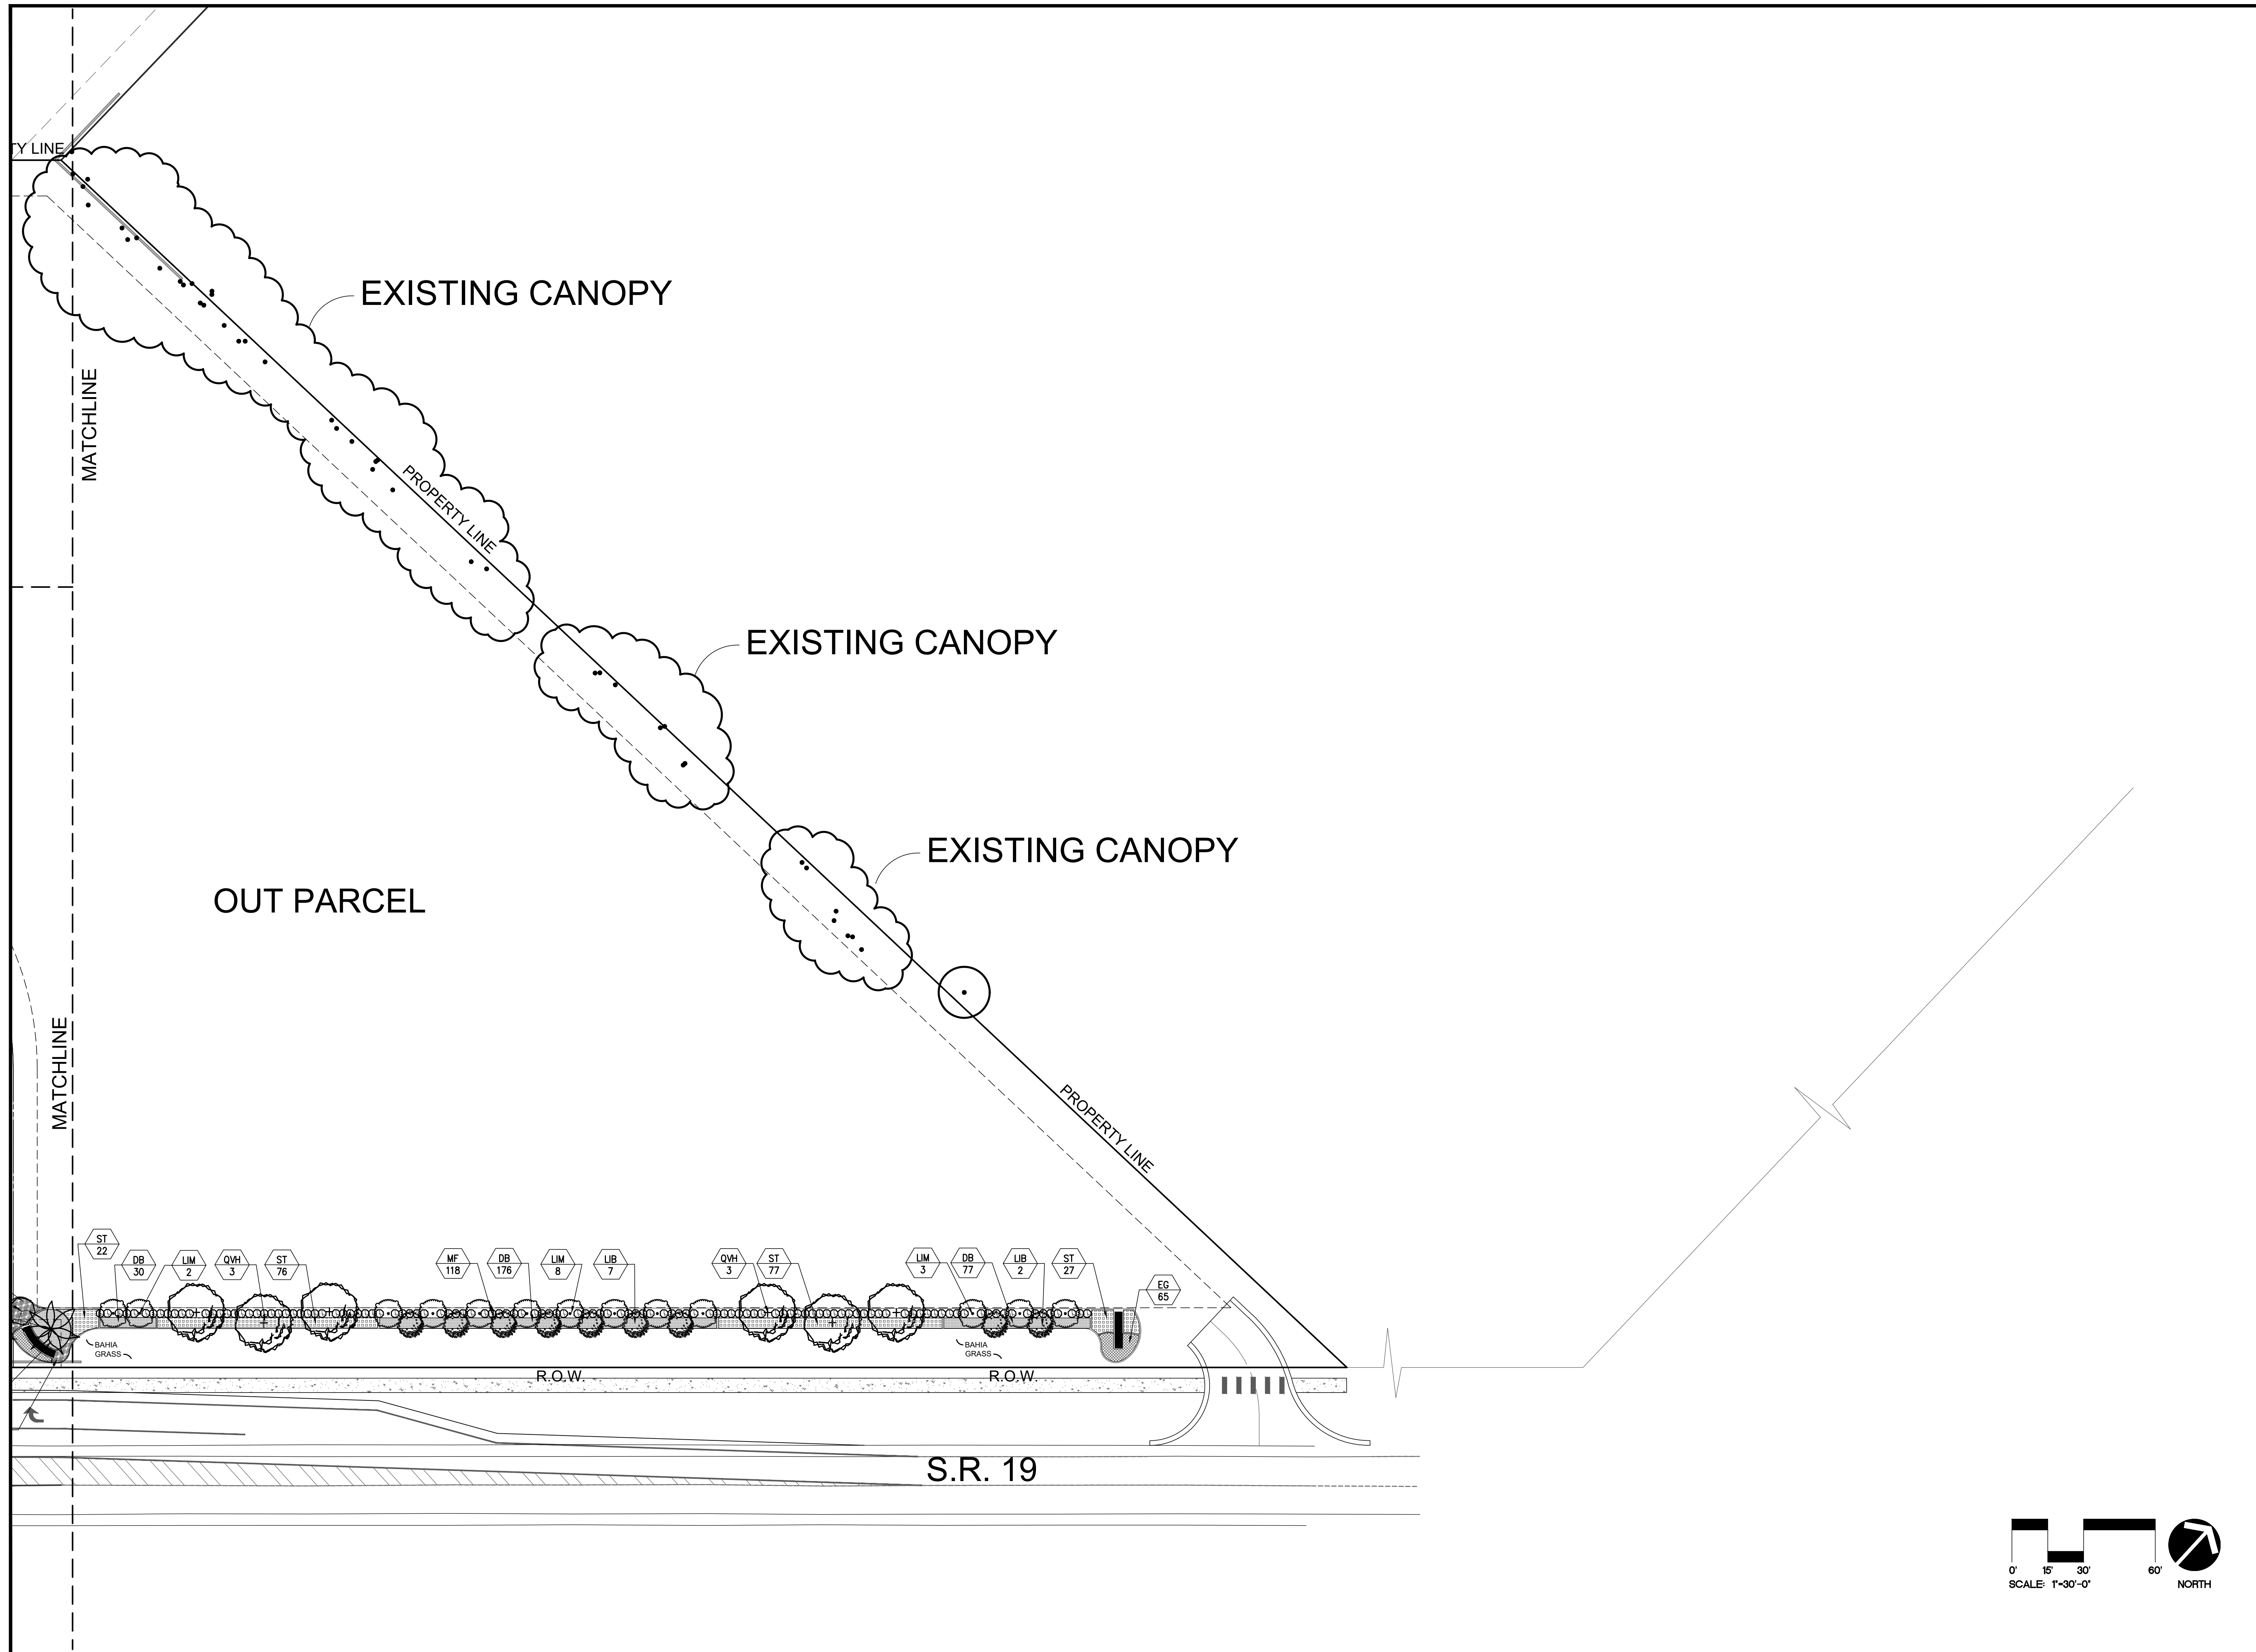 TY LINE
EXISTING CANOPY
MATCHLINE
PROPERTY LINE
EXISTING CANOPY
EXISTING CANOPY
OUT PARCEL
MATCHLINE
PROPERTY LINE
ST
22
DB
30
LIM
2
QVH
3
ST
76
MF
118
DB
176
LIM
8
LIB
7
QVH
3
ST
77
LIM
3
DB
77
LIB
2
ST
27
EG
65
BAHIA
GRASS
BAHIA
GRASS
R.O.W.
R.O.W.
S.R. 19
0' 15' 30' 60'
SCALE: 1"=30'-0"
NORTH